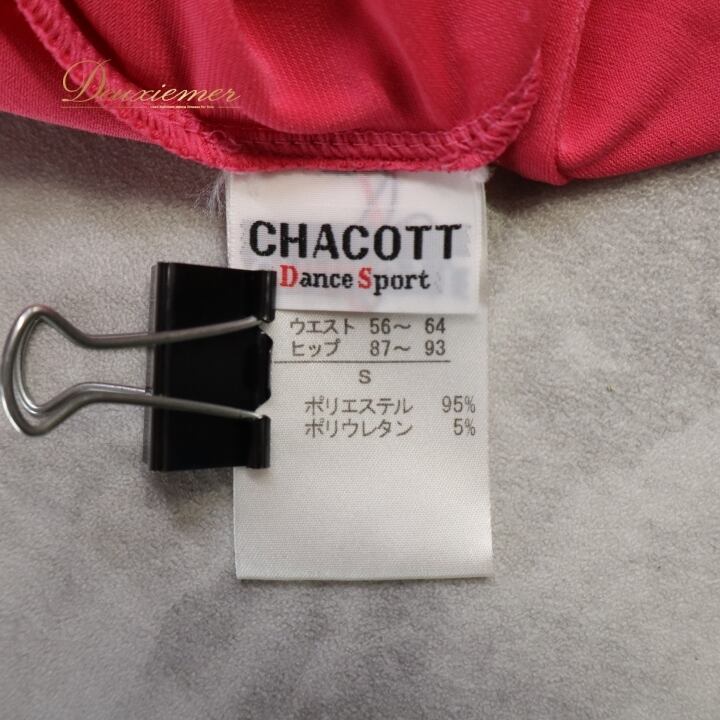 Dauxiemer
CHACOTT
Dance Sport
ウエスト 56～ 64
ヒップ 87～ 93
S
ポリエステル 95%
ポリウレタン 5%